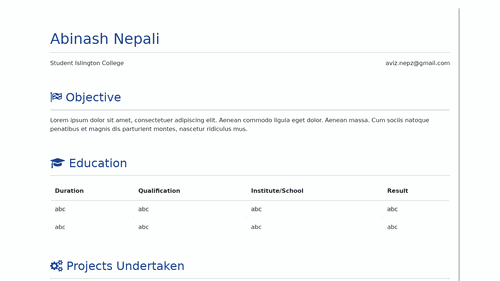 Abinash Nepali
Student Islington College aviz.nepz@gmail.com
Objective
Lorem ipsum dolor sit amet, consectetuer adipiscing elit. Aenean commodo ligula eget dolor. Aenean massa. Cum sociis natoque
penatibus et magnis dis parturient montes, nascetur ridiculus mus.
Education
Duration Qualification Institute/School Result
abc abc abc abc
abc abc abc abc
Projects Undertaken